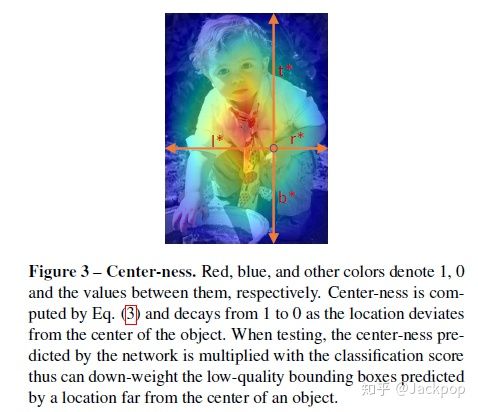 t*
l*
r*
b*
Figure 3 – Center-ness. Red, blue, and other colors denote 1, 0
and the values between them, respectively. Center-ness is com-
puted by Eq. (3) and decays from 1 to 0 as the location deviates
from the center of the object. When testing, the center-ness pre-
dicted by the network is multiplied with the classification score
thus can down-weight the low-quality bounding boxes predicted
by a location far from the center of an object.
知乎 @Jackpop